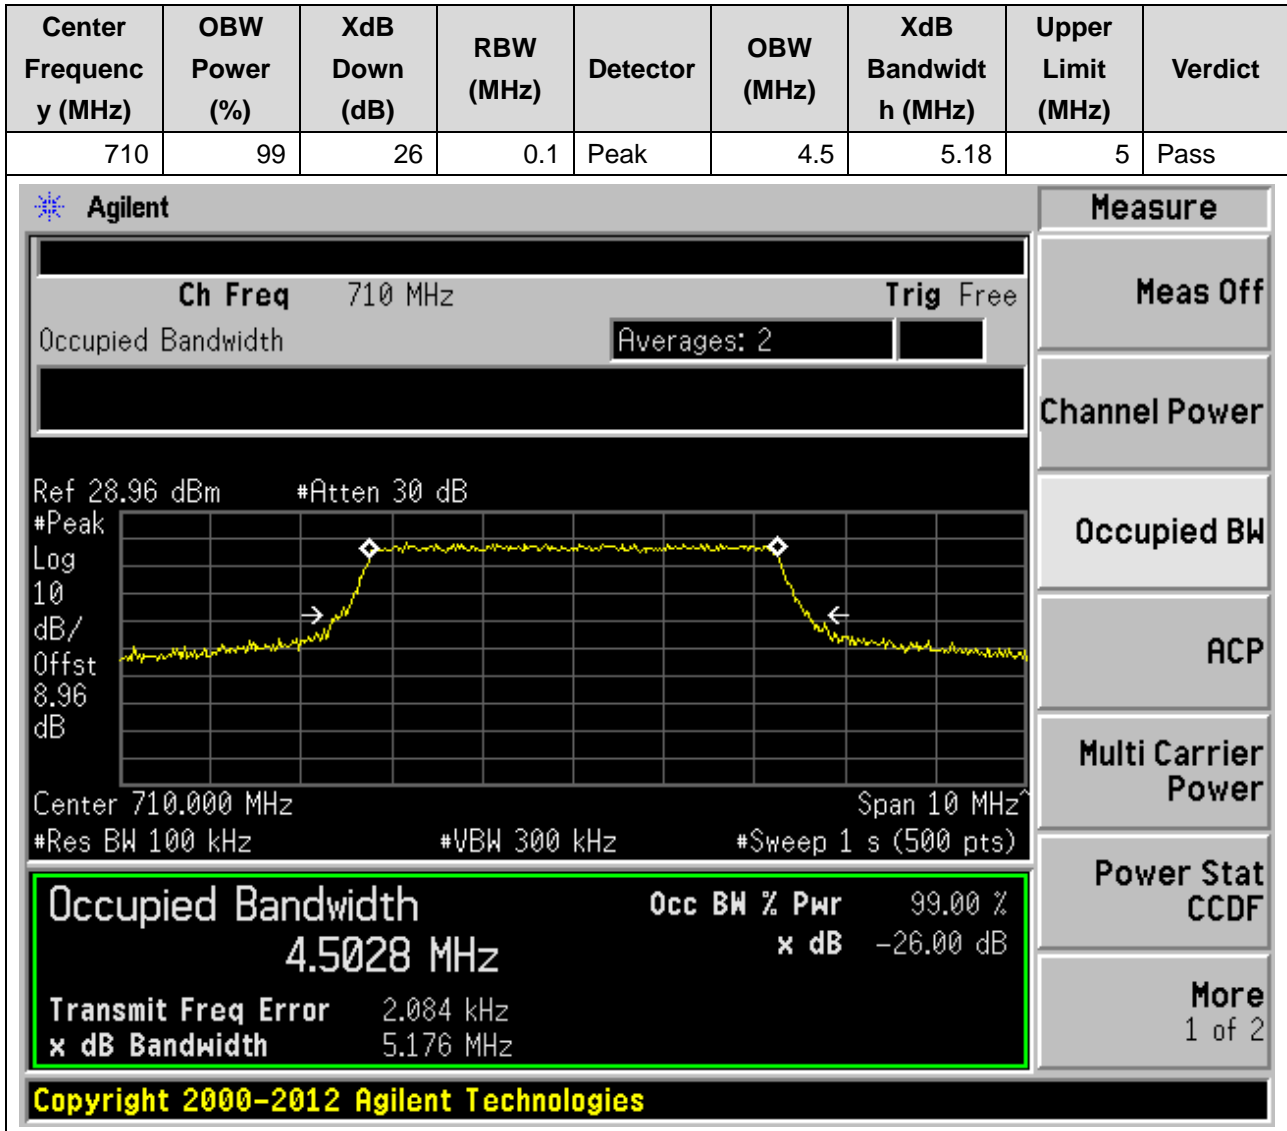 Center Frequenc y (MHz) OBW Power (%) XdB Down (dB) RBW (MHz) Detector OBW (MHz) XdB Bandwidt h (MHz) Upper Limit (MHz) Verdict
710 99 26 0.1 Peak 4.5 5.18 5 Pass
Agilent
Measure
Ch Freq 710 MHz Trig Free
Meas Off
Occupied Bandwidth Averages: 2
Channel Power
Ref 28.96 dBm #Atten 30 dB
#Peak
Log
10
dB/
Offst
8.96
dB
Occupied BW
ACP
Multi Carrier
Power
Center 710.000 MHz Span 10 MHz^
#Res BW 100 kHz #VBW 300 kHz #Sweep 1 s (500 pts)
Power Stat
CCDF
Occupied Bandwidth Occ BW % Pwr 99.00 %
4.5028 MHz x dB -26.00 dB
Transmit Freq Error 2.084 kHz
x dB Bandwidth 5.176 MHz
More
1 of 2
Copyright 2000-2012 Agilent Technologies